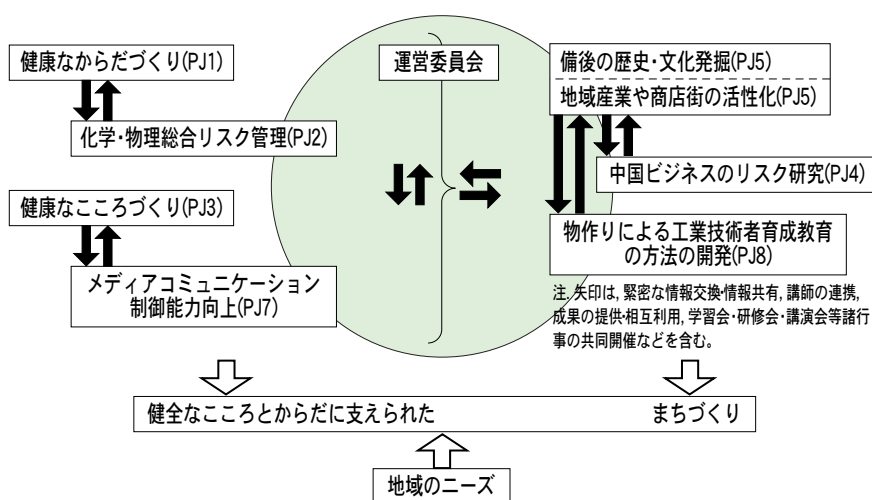 健康なからだづくり(PJ1)
化学・物理総合リスク管理(PJ2)
健康なこころづくり(PJ3)
メディアコミュニケーション
制御能力向上(PJ7)
運営委員会
備後の歴史・文化発掘(PJ5)
地域産業や商店街の活性化(PJ5)
中国ビジネスのリスク研究(PJ4)
物作りによる工業技術者育成教育
の方法の開発(PJ8)
注. 矢印は, 緊密な情報交換・情報共有, 講師の連携,
成果の提供・相互利用, 学習会・研修会・講演会等諸行
事の共同開催などを含む。
健全なこころとからだに支えられた まちづくり
地域のニーズ